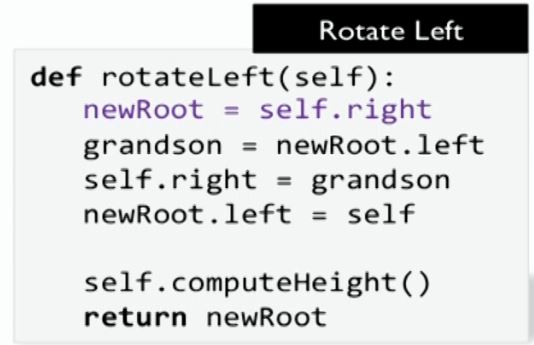 Rotate Left
def rotateLeft(self):
    newRoot = self.right
    grandson = newRoot.left
    self.right = grandson
    newRoot.left = self

    self.computeHeight()
    return newRoot